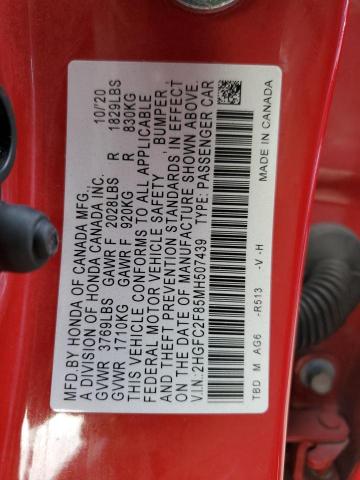 MFD. BY HONDA OF CANADA MFG.
A DIVISION OF HONDA CANADA INC. 10/20
GVWR 3769LBS GAWR F 2028LBS R 1829LBS
GVWR 1710KG GAWR F 920KG R 830KG
THIS VEHICLE CONFORMS TO ALL APPLICABLE
FEDERAL MOTOR VEHICLE SAFETY, BUMPER,
AND THEFT PREVENTION STANDARDS IN EFFECT
ON THE DATE OF MANUFACTURE SHOWN ABOVE.
V.I.N.: 2HGFC2F85MH507439 TYPE: PASSENGER CAR
TBD M AG6 -R513 -V -H MADE IN CANADA